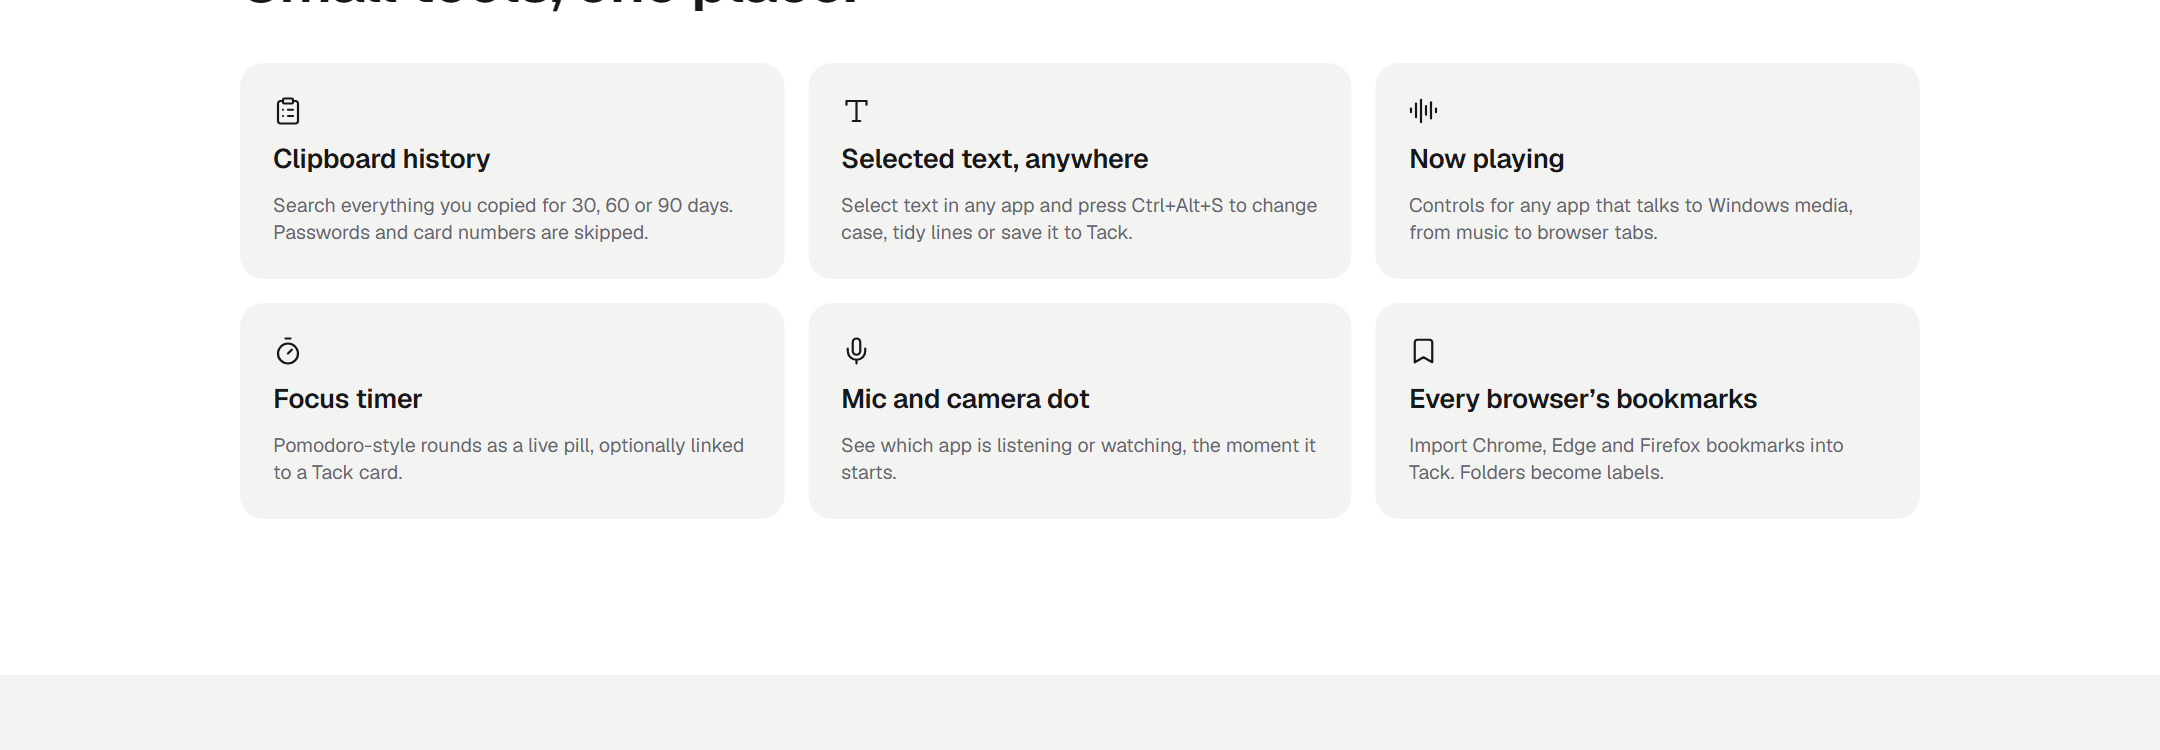 Small tools, one place.
Clipboard history
Search everything you copied for 30, 60 or 90 days.
Passwords and card numbers are skipped.
Selected text, anywhere
Select text in any app and press Ctrl+Alt+S to change
case, tidy lines or save it to Tack.
Now playing
Controls for any app that talks to Windows media,
from music to browser tabs.
Focus timer
Pomodoro-style rounds as a live pill, optionally linked
to a Tack card.
Mic and camera dot
See which app is listening or watching, the moment it
starts.
Every browser’s bookmarks
Import Chrome, Edge and Firefox bookmarks into
Tack. Folders become labels.